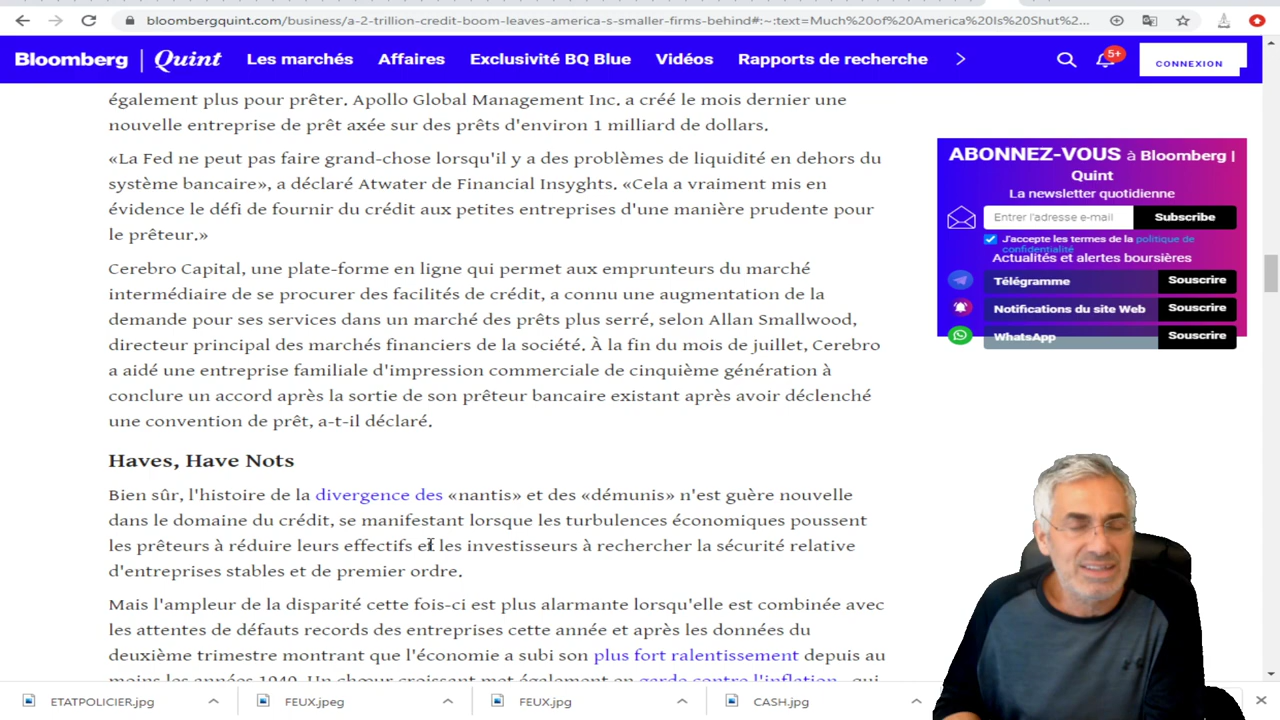 bloombergquint.com/business/a-2-trillion-credit-boom-leaves-america-s-smaller-firms-behind#:~:text=Much%20of%20America%20Is%20Shut%2...
Bloomberg | Quint
Les marchés
Affaires
Exclusivité BQ Blue
Vidéos
Rapports de recherche
5+
CONNEXION
également plus pour prêter. Apollo Global Management Inc. a créé le mois dernier une
nouvelle entreprise de prêt axée sur des prêts d'environ 1 milliard de dollars.
«La Fed ne peut pas faire grand-chose lorsqu'il y a des problèmes de liquidité en dehors du
système bancaire», a déclaré Atwater de Financial Insyghts. «Cela a vraiment mis en
évidence le défi de fournir du crédit aux petites entreprises d'une manière prudente pour
le prêteur.»
Cerebro Capital, une plate-forme en ligne qui permet aux emprunteurs du marché
intermédiaire de se procurer des facilités de crédit, a connu une augmentation de la
demande pour ses services dans un marché des prêts plus serré, selon Allan Smallwood,
directeur principal des marchés financiers de la société. À la fin du mois de juillet, Cerebro
a aidé une entreprise familiale d'impression commerciale de cinquième génération à
conclure un accord après la sortie de son prêteur bancaire existant après avoir déclenché
une convention de prêt, a-t-il déclaré.
Haves, Have Nots
Bien sûr, l'histoire de la divergence des «nantis» et des «démunis» n'est guère nouvelle
dans le domaine du crédit, se manifestant lorsque les turbulences économiques poussent
les prêteurs à réduire leurs effectifs et les investisseurs à rechercher la sécurité relative
d'entreprises stables et de premier ordre.
Mais l'ampleur de la disparité cette fois-ci est plus alarmante lorsqu'elle est combinée avec
les attentes de défauts records des entreprises cette année et après les données du
deuxième trimestre montrant que l'économie a subi son plus fort ralentissement depuis au
moins les années 1940. Un chœur croissant met également en garde contre l'inflation, qui
ABONNEZ-VOUS à Bloomberg |
Quint
La newsletter quotidienne
Entrer l'adresse e-mail
Subscribe
J'accepte les termes de la politique de
confidentialité
Actualités et alertes boursières
Télégramme
Souscrire
Notifications du site Web
Souscrire
WhatsApp
Souscrire
ETATPOLICIER.jpg
FEUX.jpeg
FEUX.jpg
CASH.jpg